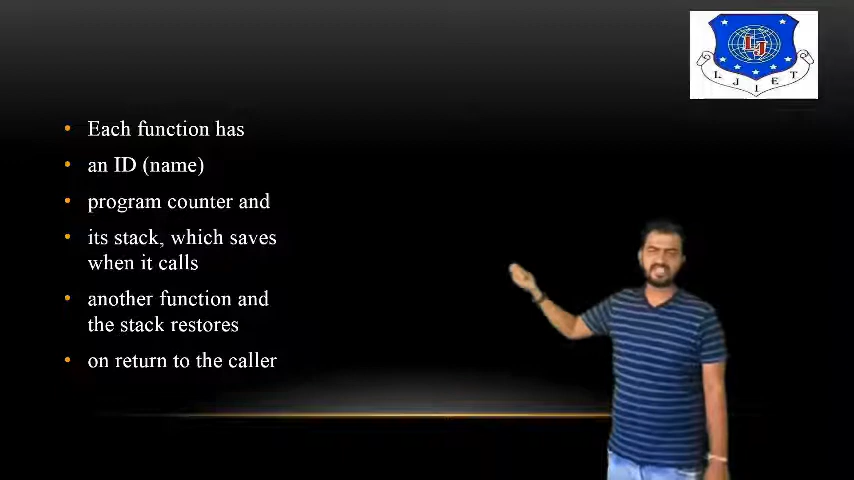 LJ
L J I E T
• Each function has
• an ID (name)
• program counter and
• its stack, which saves
when it calls
• another function and
the stack restores
• on return to the caller